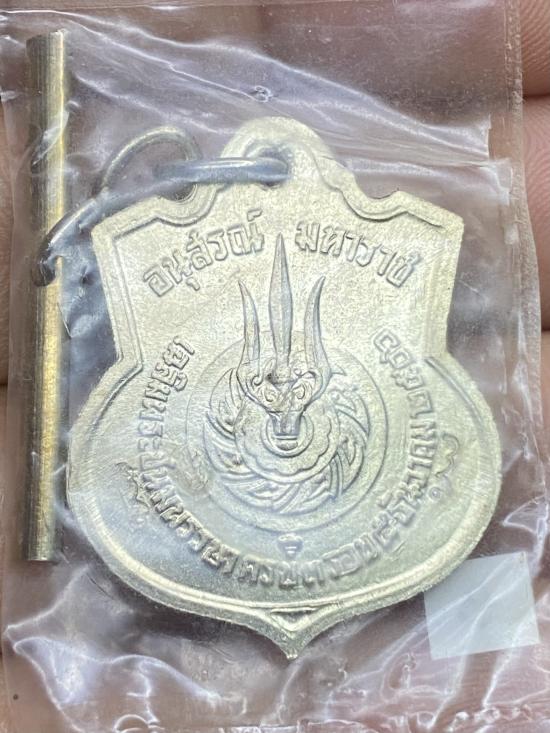 อนุสรณ์ มหาราช
เฉลิมพระชนมพรรษาครบ๓รอบ๕ธันวาคม๒๕๐๖